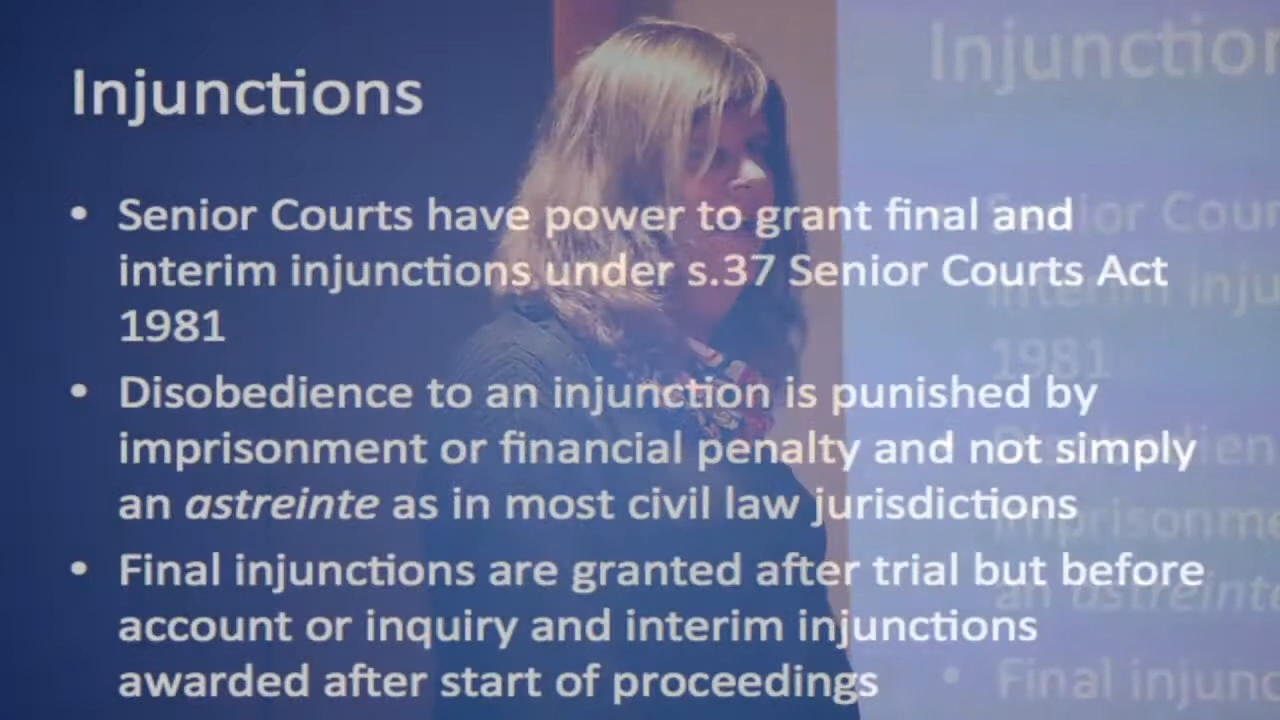 Injunctions
• Senior Courts have power to grant final and
interim injunctions under s.37 Senior Courts Act
1981
• Disobedience to an injunction is punished by
imprisonment or financial penalty and not simply
an astreinte as in most civil law jurisdictions
• Final injunctions are granted after trial but before
account or inquiry and interim injunctions
awarded after start of proceedings